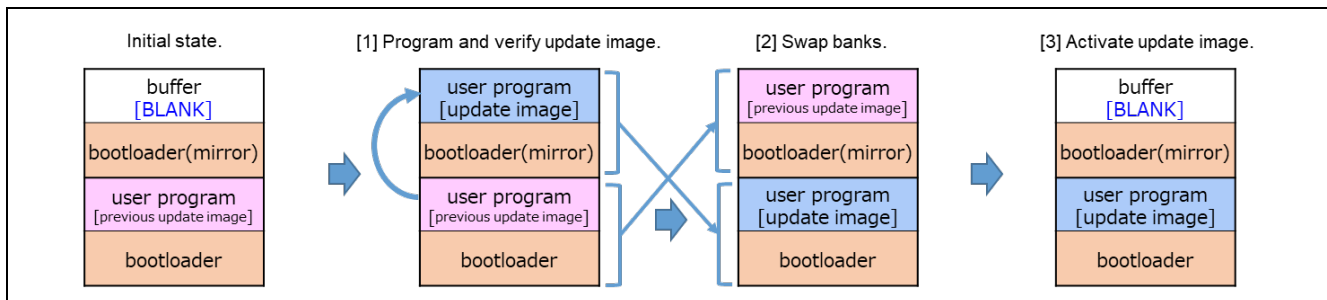 Initial state.
buffer
[BLANK]
bootloader(mirror)
user program
[previous update image]
bootloader
[1] Program and verify update image.
user program
[update image]
bootloader(mirror)
user program
[previous update image]
bootloader
[2] Swap banks.
user program
[previous update image]
bootloader(mirror)
user program
[update image]
bootloader
[3] Activate update image.
buffer
[BLANK]
bootloader(mirror)
user program
[update image]
bootloader